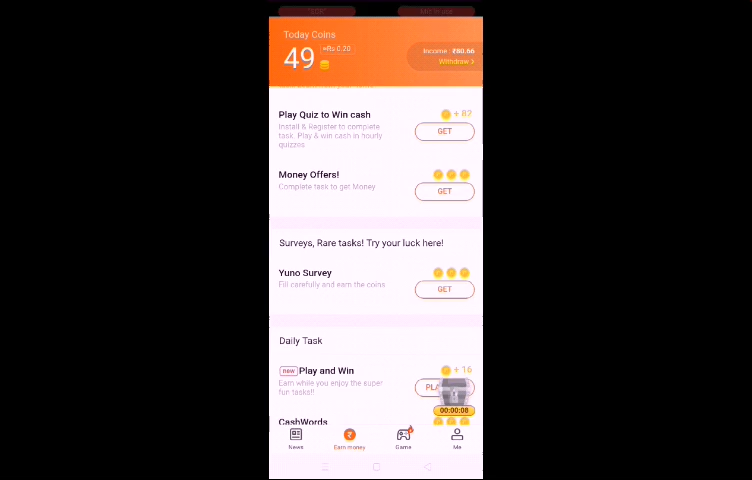 Today Coins
49 ≈Rs 0.20
Income : ₹80.66
Withdraw >
Play Quiz to Win cash
+ 82
Install & Register to complete
task. Play & win cash in hourly
quizzes
GET
Money Offers!
Complete task to get Money
GET
Surveys, Rare tasks! Try your luck here!
Yuno Survey
Fill carefully and earn the coins
GET
Daily Task
new Play and Win
+ 16
Earn while you enjoy the super
fun tasks!!
00:00:08
CashWords
News
Earn money
Game
Me